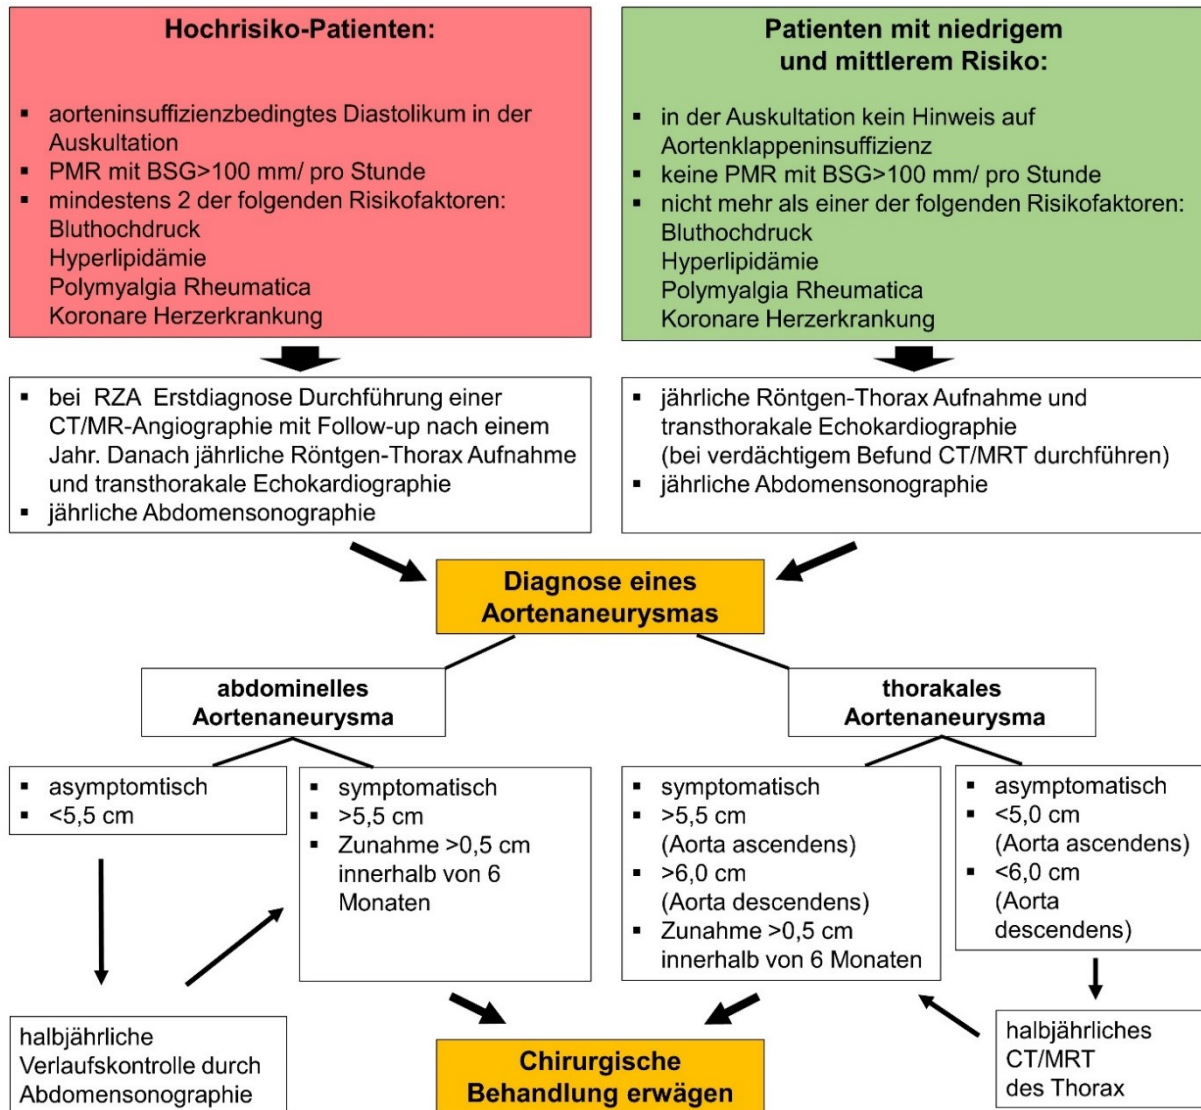 Hochrisiko-Patienten:
▪ aorteninsuffizienzbedingtes Diastolikum in der
Auskultation
▪ PMR mit BSG>100 mm/ pro Stunde
▪ mindestens 2 der folgenden Risikofaktoren:
Bluthochdruck
Hyperlipidämie
Polymyalgia Rheumatica
Koronare Herzerkrankung
Patienten mit niedrigem
und mittlerem Risiko:
▪ in der Auskultation kein Hinweis auf
Aortenklappeninsuffizienz
▪ keine PMR mit BSG>100 mm/ pro Stunde
▪ nicht mehr als einer der folgenden Risikofaktoren:
Bluthochdruck
Hyperlipidämie
Polymyalgia Rheumatica
Koronare Herzerkrankung
▪ bei RZA Erstdiagnose Durchführung einer
CT/MR-Angiographie mit Follow-up nach einem
Jahr. Danach jährliche Röntgen-Thorax Aufnahme
und transthorakale Echokardiographie
▪ jährliche Abdomensonographie
▪ jährliche Röntgen-Thorax Aufnahme und
transthorakale Echokardiographie
(bei verdächtigem Befund CT/MRT durchführen)
▪ jährliche Abdomensonographie
Diagnose eines
Aortenaneurysmas
abdominelles
Aortenaneurysma
thorakales
Aortenaneurysma
▪ asymptomtisch
▪ <5,5 cm
▪ symptomatisch
▪ >5,5 cm
▪ Zunahme >0,5 cm
innerhalb von 6
Monaten
▪ symptomatisch
▪ >5,5 cm
(Aorta ascendens)
▪ >6,0 cm
(Aorta descendens)
▪ Zunahme >0,5 cm
innerhalb von 6 Monaten
▪ asymptomatisch
▪ <5,0 cm
(Aorta ascendens)
▪ <6,0 cm
(Aorta
descendens)
halbjährliche
Verlaufskontrolle durch
Abdomensonographie
Chirurgische
Behandlung erwägen
halbjährliches
CT/MRT
des Thorax